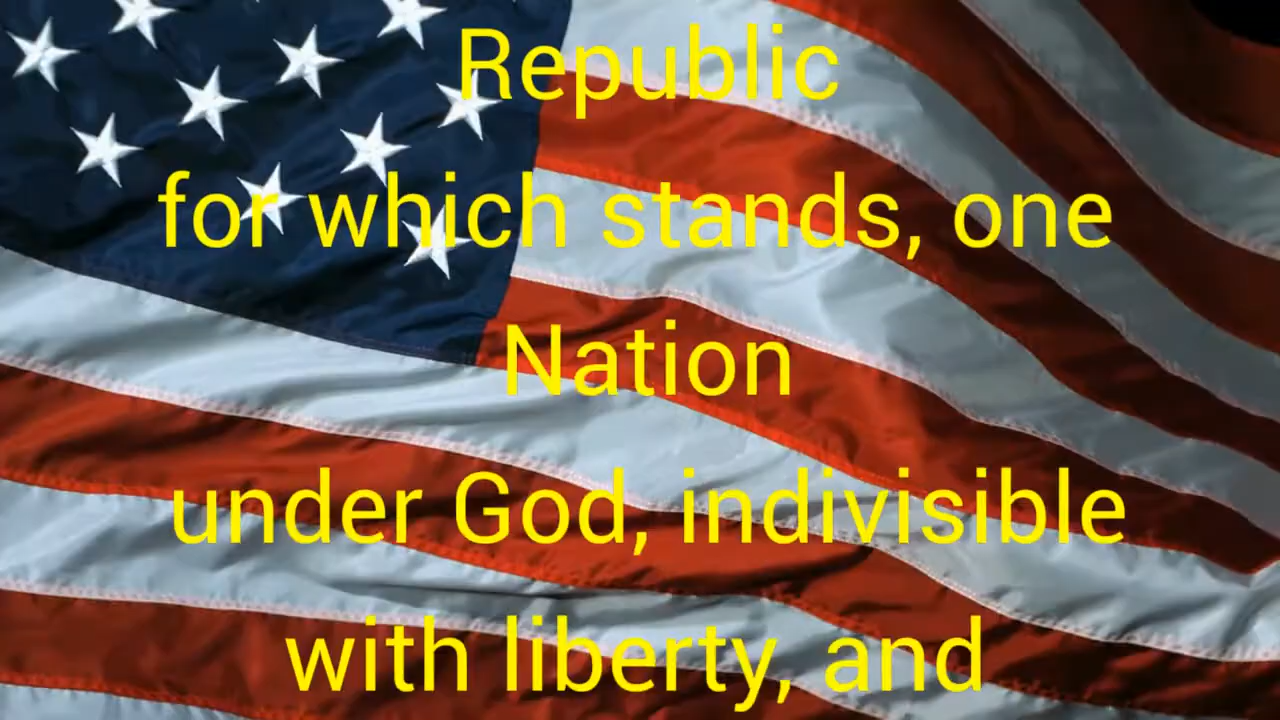 Republic
for which stands, one
Nation
under God, indivisible
with liberty, and